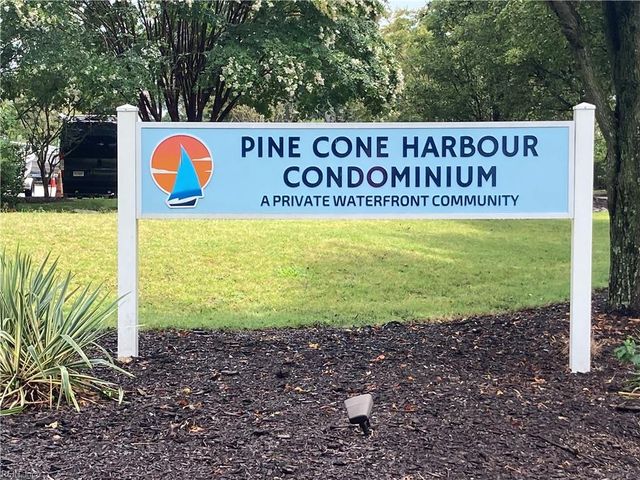 PINE CONE HARBOUR
CONDOMINIUM
A PRIVATE WATERFRONT COMMUNITY